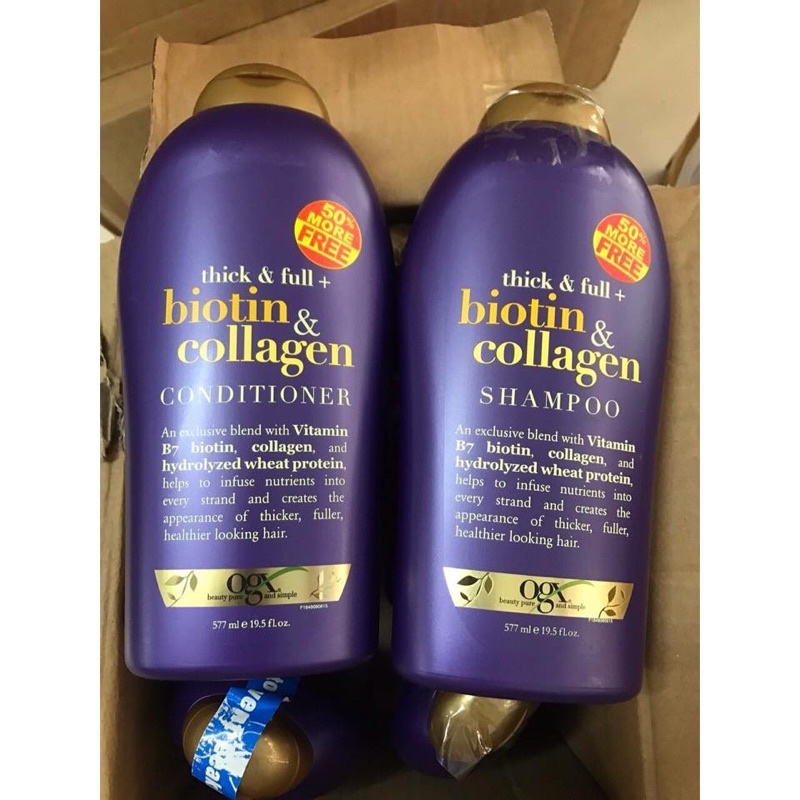 50%
MORE
FREE
thick & full +
biotin
&
collagen
CONDITIONER
An exclusive blend with Vitamin
B7 biotin, collagen, and
hydrolyzed wheat protein,
helps to infuse nutrients into
every strand and creates the
appearance of thicker, fuller,
healthier looking hair.
ogx
beauty pure and simple
577 ml e 19.5 fl.oz.
50%
MORE
FREE
thick & full +
biotin
&
collagen
SHAMPOO
An exclusive blend with Vitamin
B7 biotin, collagen, and
hydrolyzed wheat protein,
helps to infuse nutrients into
every strand and creates the
appearance of thicker, fuller,
healthier looking hair.
ogx
beauty pure and simple
577 ml e 19.5 fl.oz.